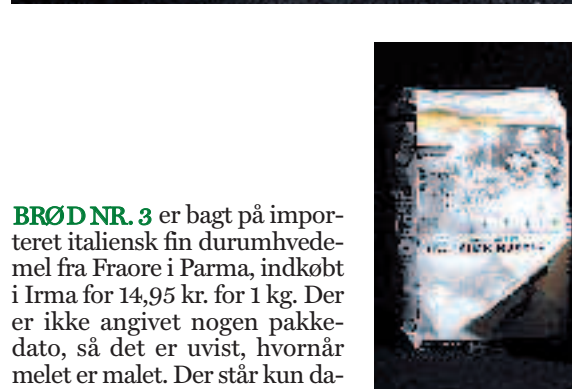 BRØD NR. 3 er bagt på impor-
teret italiensk fin durumhvede-
mel fra Fraore i Parma, indkøbt
i Irma for 14,95 kr. for 1 kg. Der
er ikke angivet nogen pakke-
dato, så det er uvist, hvornår
melet er malet. Der står kun da-